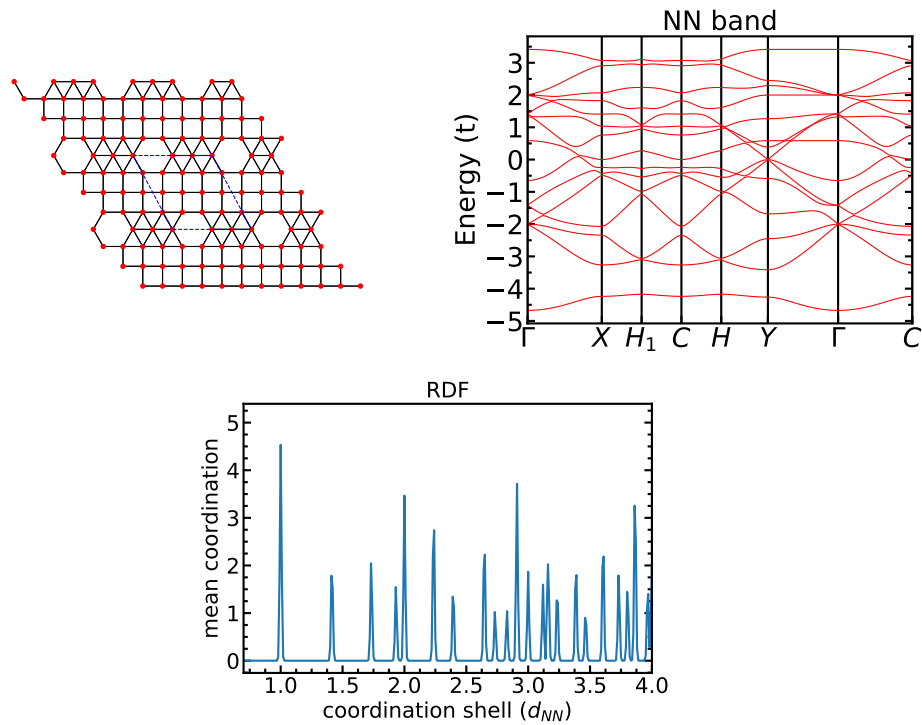 NN band
Energy (t)
3
2
1
0
−1
−2
−3
−4
−5
Γ X H₁ C H Y Γ C
RDF
mean coordination
5
4
3
2
1
0
1.0 1.5 2.0 2.5 3.0 3.5 4.0
coordination shell (d_NN)